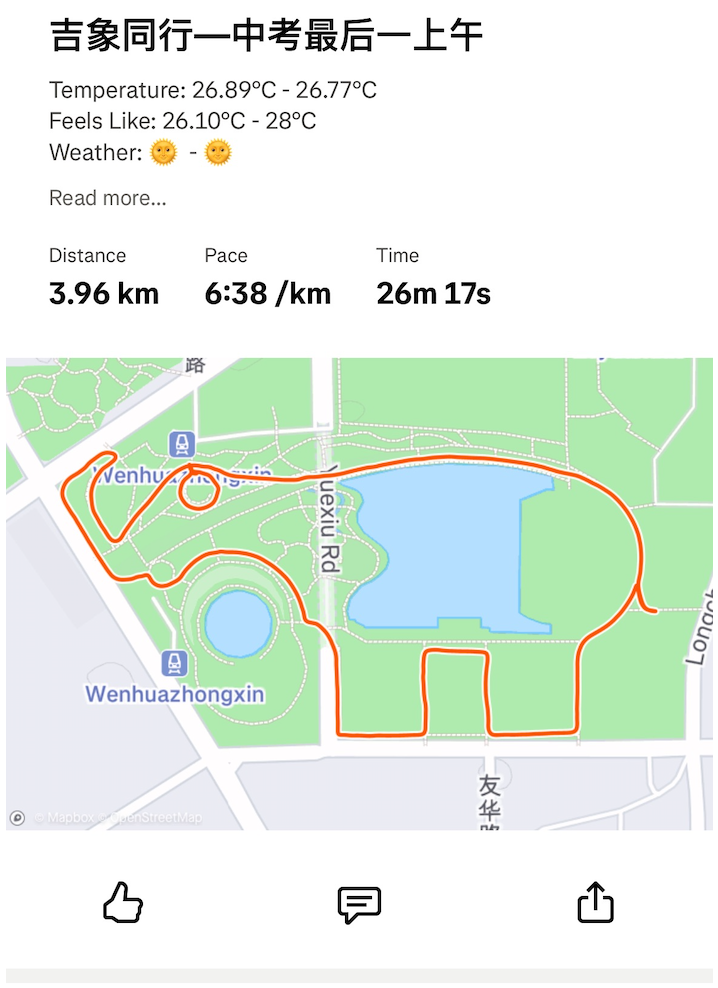 吉象同行—中考最后一上午
Temperature: 26.89°C - 26.77°C
Feels Like: 26.10°C - 28°C
Weather: 🌞 - 🌞
Read more...
Distance Pace Time
3.96 km 6:38 /km 26m 17s
路
Wenhuazhongxin
Yuexiu Rd
Longch
Wenhuazhongxin
友华路
© Mapbox © OpenStreetMap